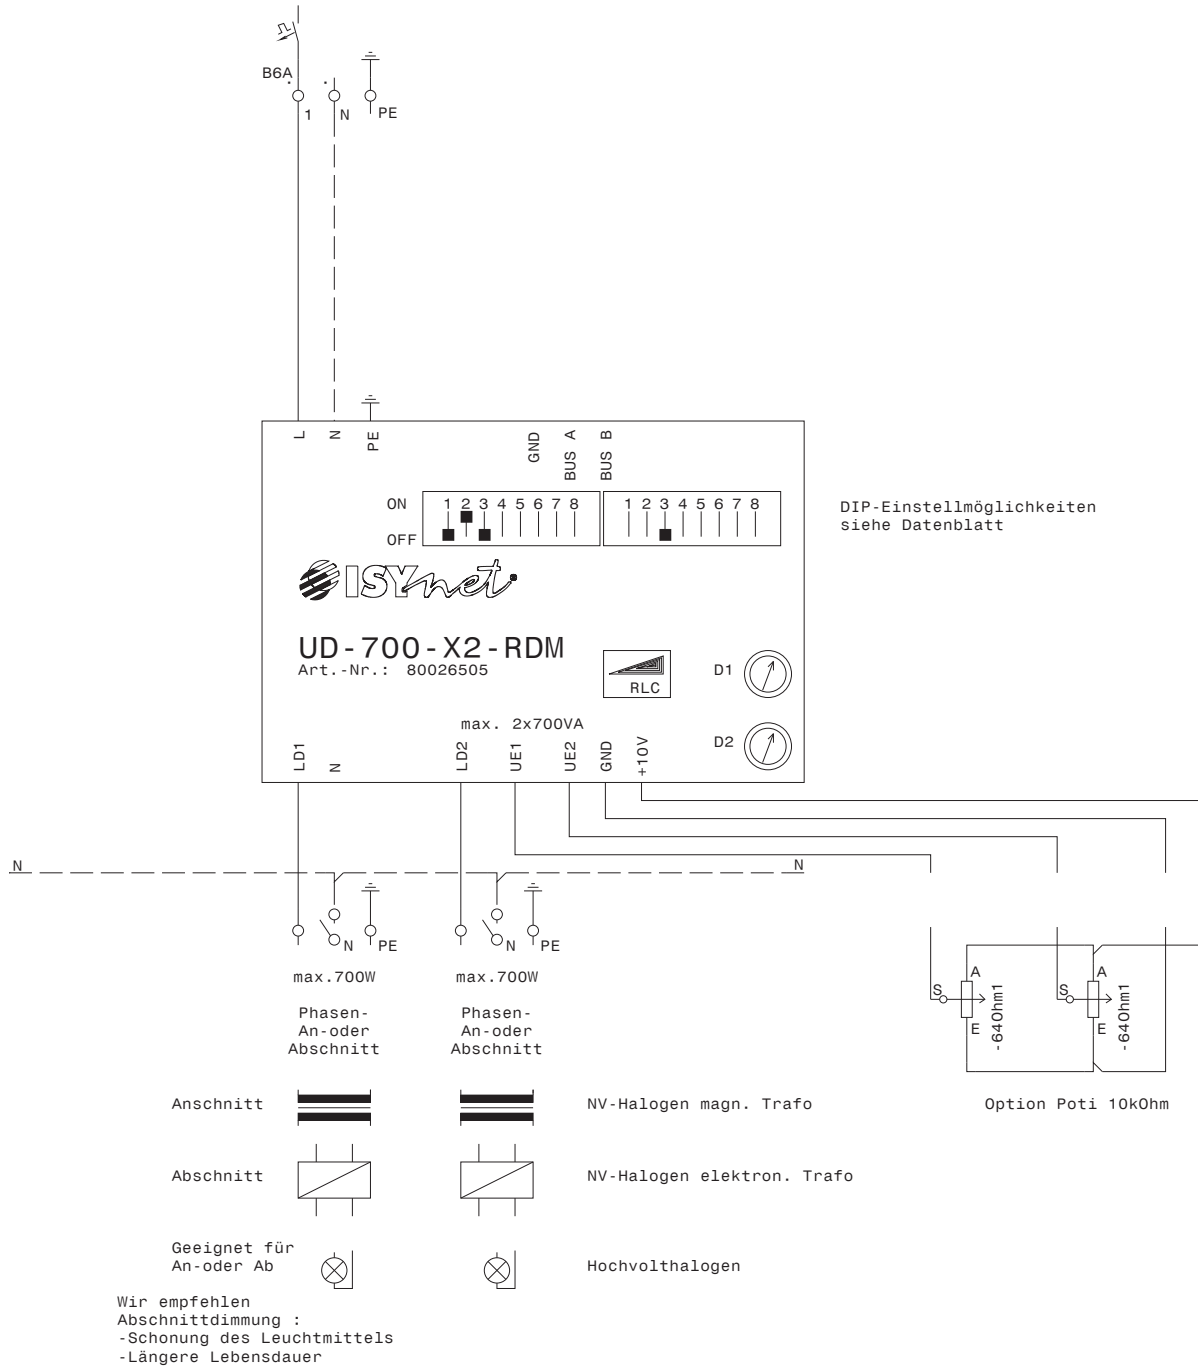 B6A
1
N
PE
L
N
PE
GND
BUS A
BUS B
ON
1 2 3 4 5 6 7 8
1 2 3 4 5 6 7 8
OFF
DIP-Einstellmöglichkeiten
siehe Datenblatt
ISYnet
UD-700-X2-RDM
Art.-Nr.: 80026505
RLC
D1
D2
max. 2x700VA
LD1
N
LD2
UE1
UE2
GND
+10V
N
N
N
PE
N
PE
max.700W
max.700W
Phasen-
An-oder
Abschnitt
Phasen-
An-oder
Abschnitt
S
A
E
-64Ohm1
S
A
E
-64Ohm1
Anschnitt
NV-Halogen magn. Trafo
Option Poti 10kOhm
Abschnitt
NV-Halogen elektron. Trafo
Geeignet für
An-oder Ab
Hochvolthalogen
Wir empfehlen
Abschnittdimmung :
-Schonung des Leuchtmittels
-Längere Lebensdauer